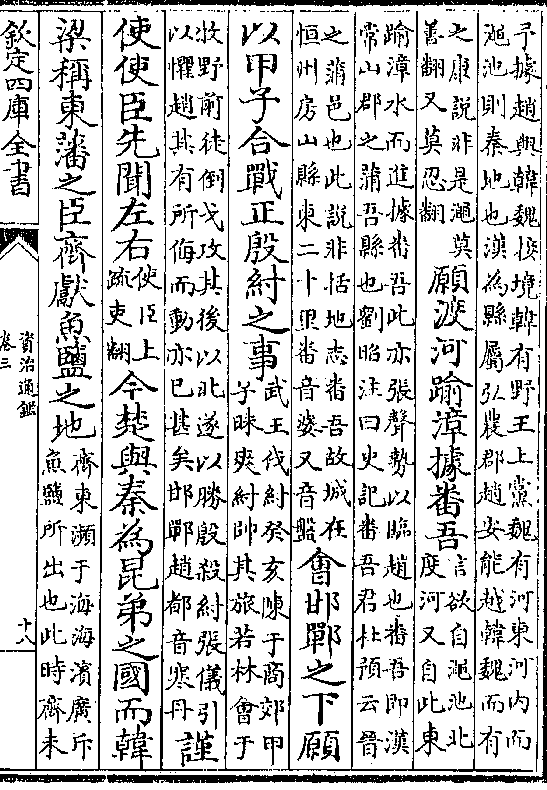 予據趙與韓魏接境韓有野王上黨魏有河東河內而
澠池則秦地也漢為縣屬弘農郡趙安能越韓魏而有
之康說非是澠莫
善翻又莫忍翻
願渡河踰漳據番吾
言欲自澠池北
度河又自此東
踰漳水而進據番吾此亦張聲勢以臨趙也番吾即漢
常山郡之蒲吾縣也劉昭注曰史記番吾君杜預云晉
之蒲邑也此說非括地志番吾故城在
恒州房山縣東二十里番音婆又音盤
會邯鄲之下願
以甲子合戰正殷紂之事
武王伐紂癸亥陳于商郊甲
子昧爽紂帥其旅若林會于
牧野前徒倒戈攻其後以北遂以勝殷殺紂張儀引
以懼趙其有所侮而動亦已甚矣邯鄲趙都音寒丹
謹
使使臣先聞左右
使臣上
疏吏翻
今楚與秦為昆弟之國而韓
梁稱東藩之臣齊獻魚鹽之地
齊東瀕于海海濱廣斥
魚鹽所出也此時齊未
欽定四庫全書
資治通鑑
卷三
十八